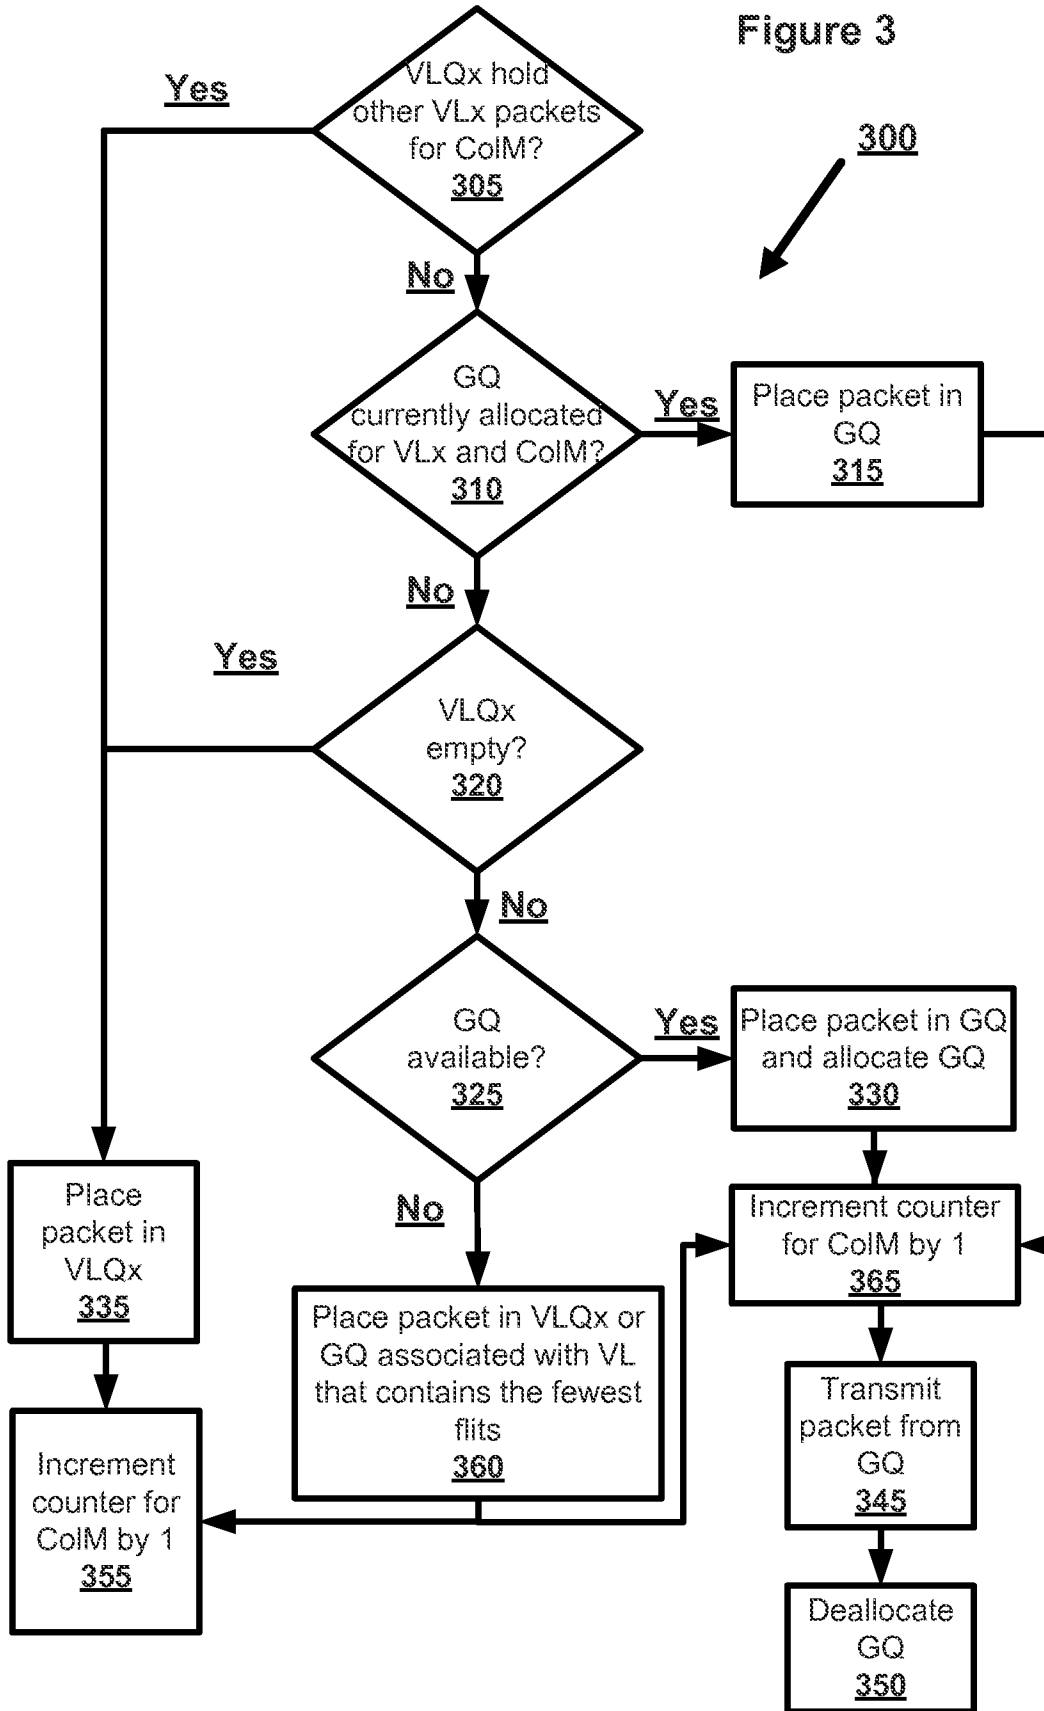 Figure 3
300
VLQx hold
other VLx packets
for ColM?
305
Yes
No
GQ
currently allocated
for VLx and ColM?
310
Yes
Place packet in
GQ
315
No
VLQx
empty?
320
Yes
No
GQ
available?
325
Yes
Place packet in GQ
and allocate GQ
330
No
Place
packet in
VLQx
335
Increment counter
for ColM by 1
365
Place packet in VLQx or
GQ associated with VL
that contains the fewest
flits
360
Increment
counter for
ColM by 1
355
Transmit
packet from
GQ
345
Deallocate
GQ
350